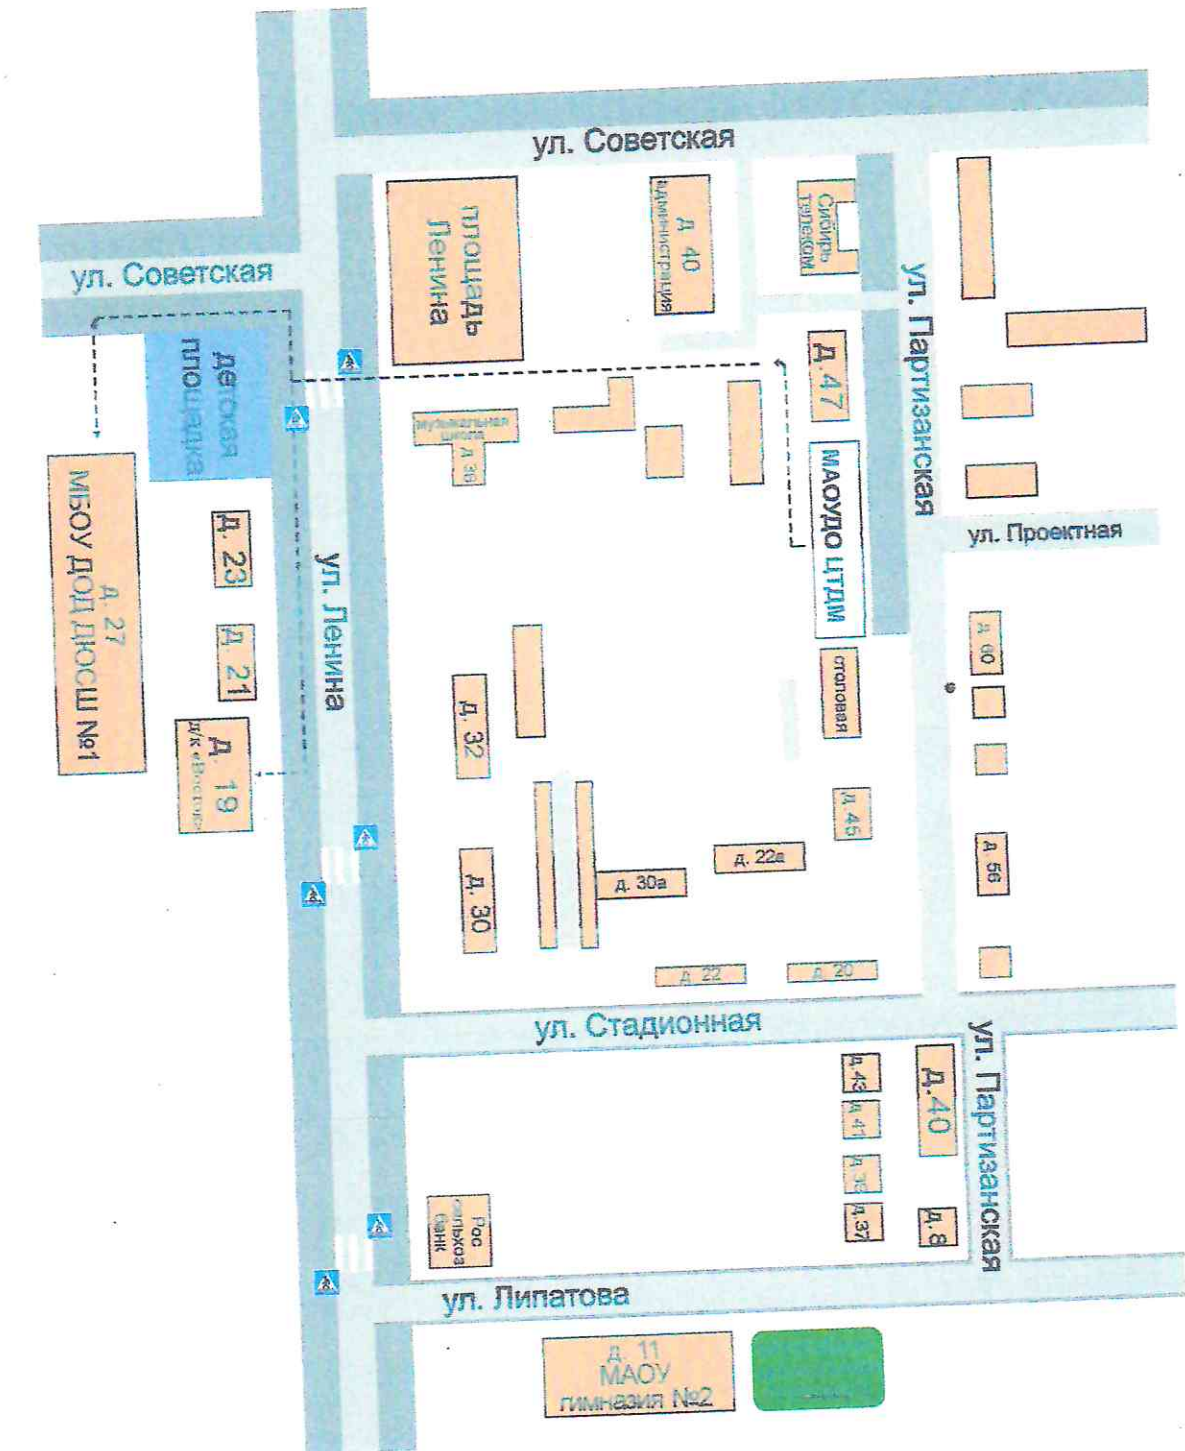 ул. Советская
площадь
Ленина
д. 40
администрация
Сибирь
телеком
ул. Партизанская
ул. Советская
детская
площадка
д. 47
музыкальная
школа
д. 38
МАОУДО ЦТДМ
ул. Проектная
д. 27
МБОУ ДОД ДЮСШ №1
д. 23
д. 21
д. 19
д/к «Восток»
ул. Ленина
столовая
д. 60
д. 32
д. 45
д. 56
д. 22а
д. 30а
д. 30
д. 22
д. 20
ул. Стадионная
ул. Партизанская
д.43
д. 41
д.37
д.40
д.8
Рос
сельхоз
банк
ул. Липатова
д. 11
МАОУ
гимназия №2